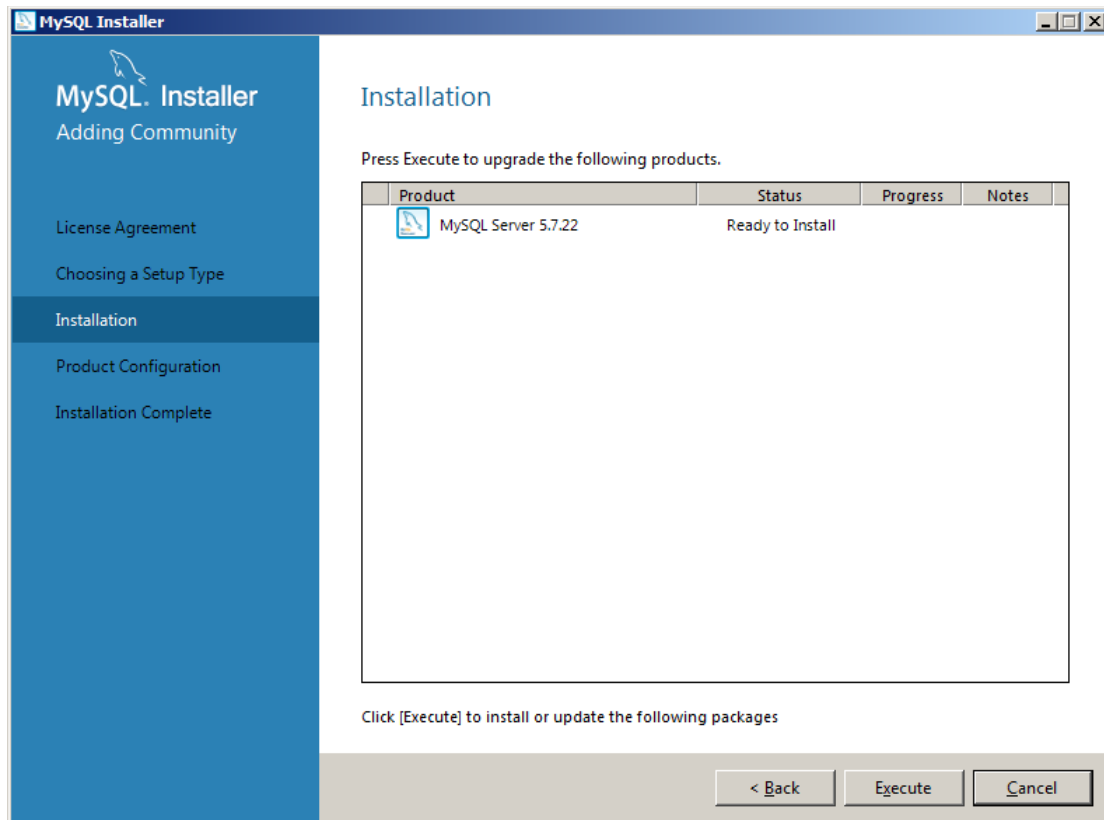 MySQL Installer
MySQL. Installer
Adding Community
License Agreement
Choosing a Setup Type
Installation
Product Configuration
Installation Complete
Installation
Press Execute to upgrade the following products.
Product Status Progress Notes
MySQL Server 5.7.22 Ready to Install
Click [Execute] to install or update the following packages
< Back Execute Cancel